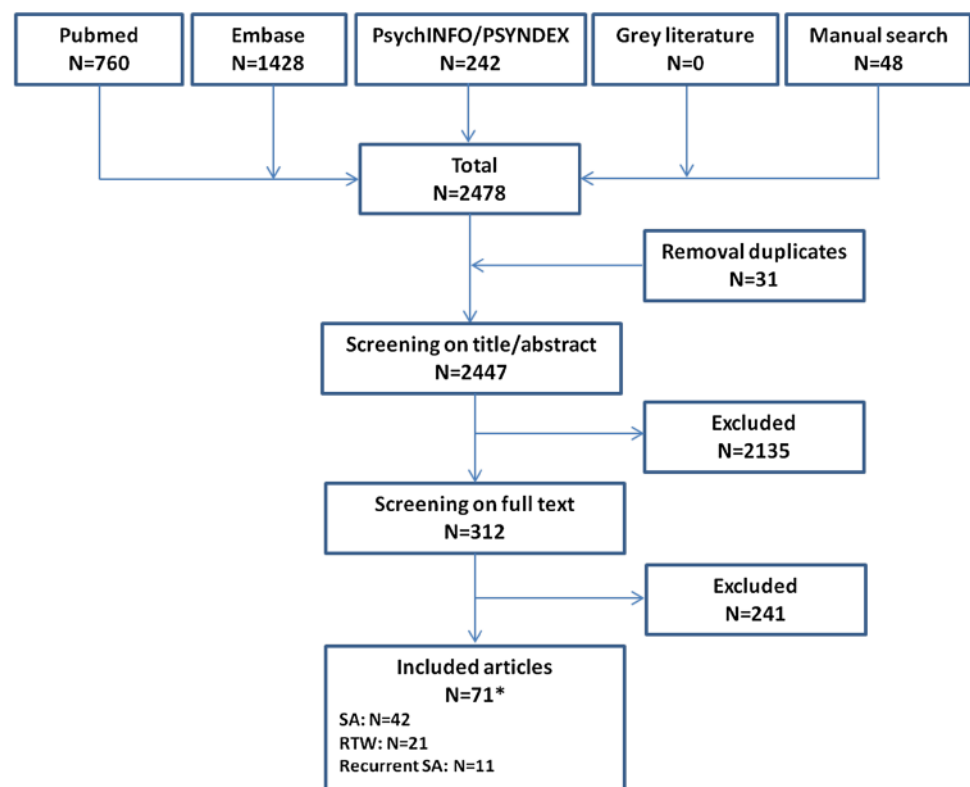 Pubmed
N=760
Embase
N=1428
PsychINFO/PSYNDEX
N=242
Grey literature
N=0
Manual search
N=48
Total
N=2478
Removal duplicates
N=31
Screening on title/abstract
N=2447
Excluded
N=2135
Screening on full text
N=312
Excluded
N=241
Included articles
N=71*
SA: N=42
RTW: N=21
Recurrent SA: N=11